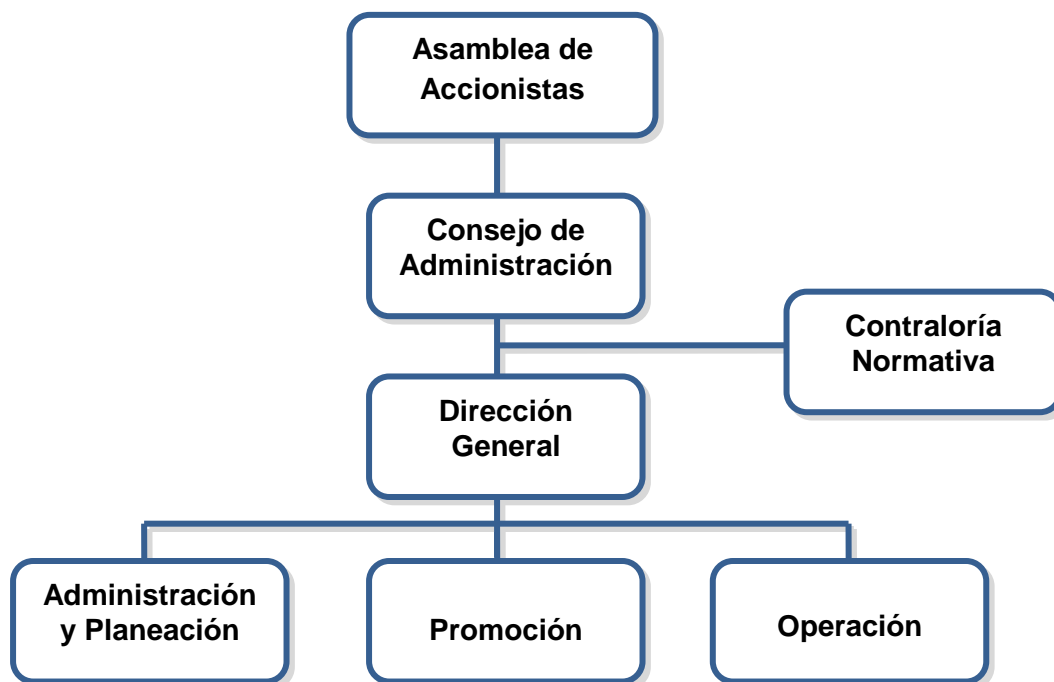 Asamblea de
Accionistas
Consejo de
Administración
Contraloría
Normativa
Dirección
General
Administración
y Planeación
Promoción
Operación